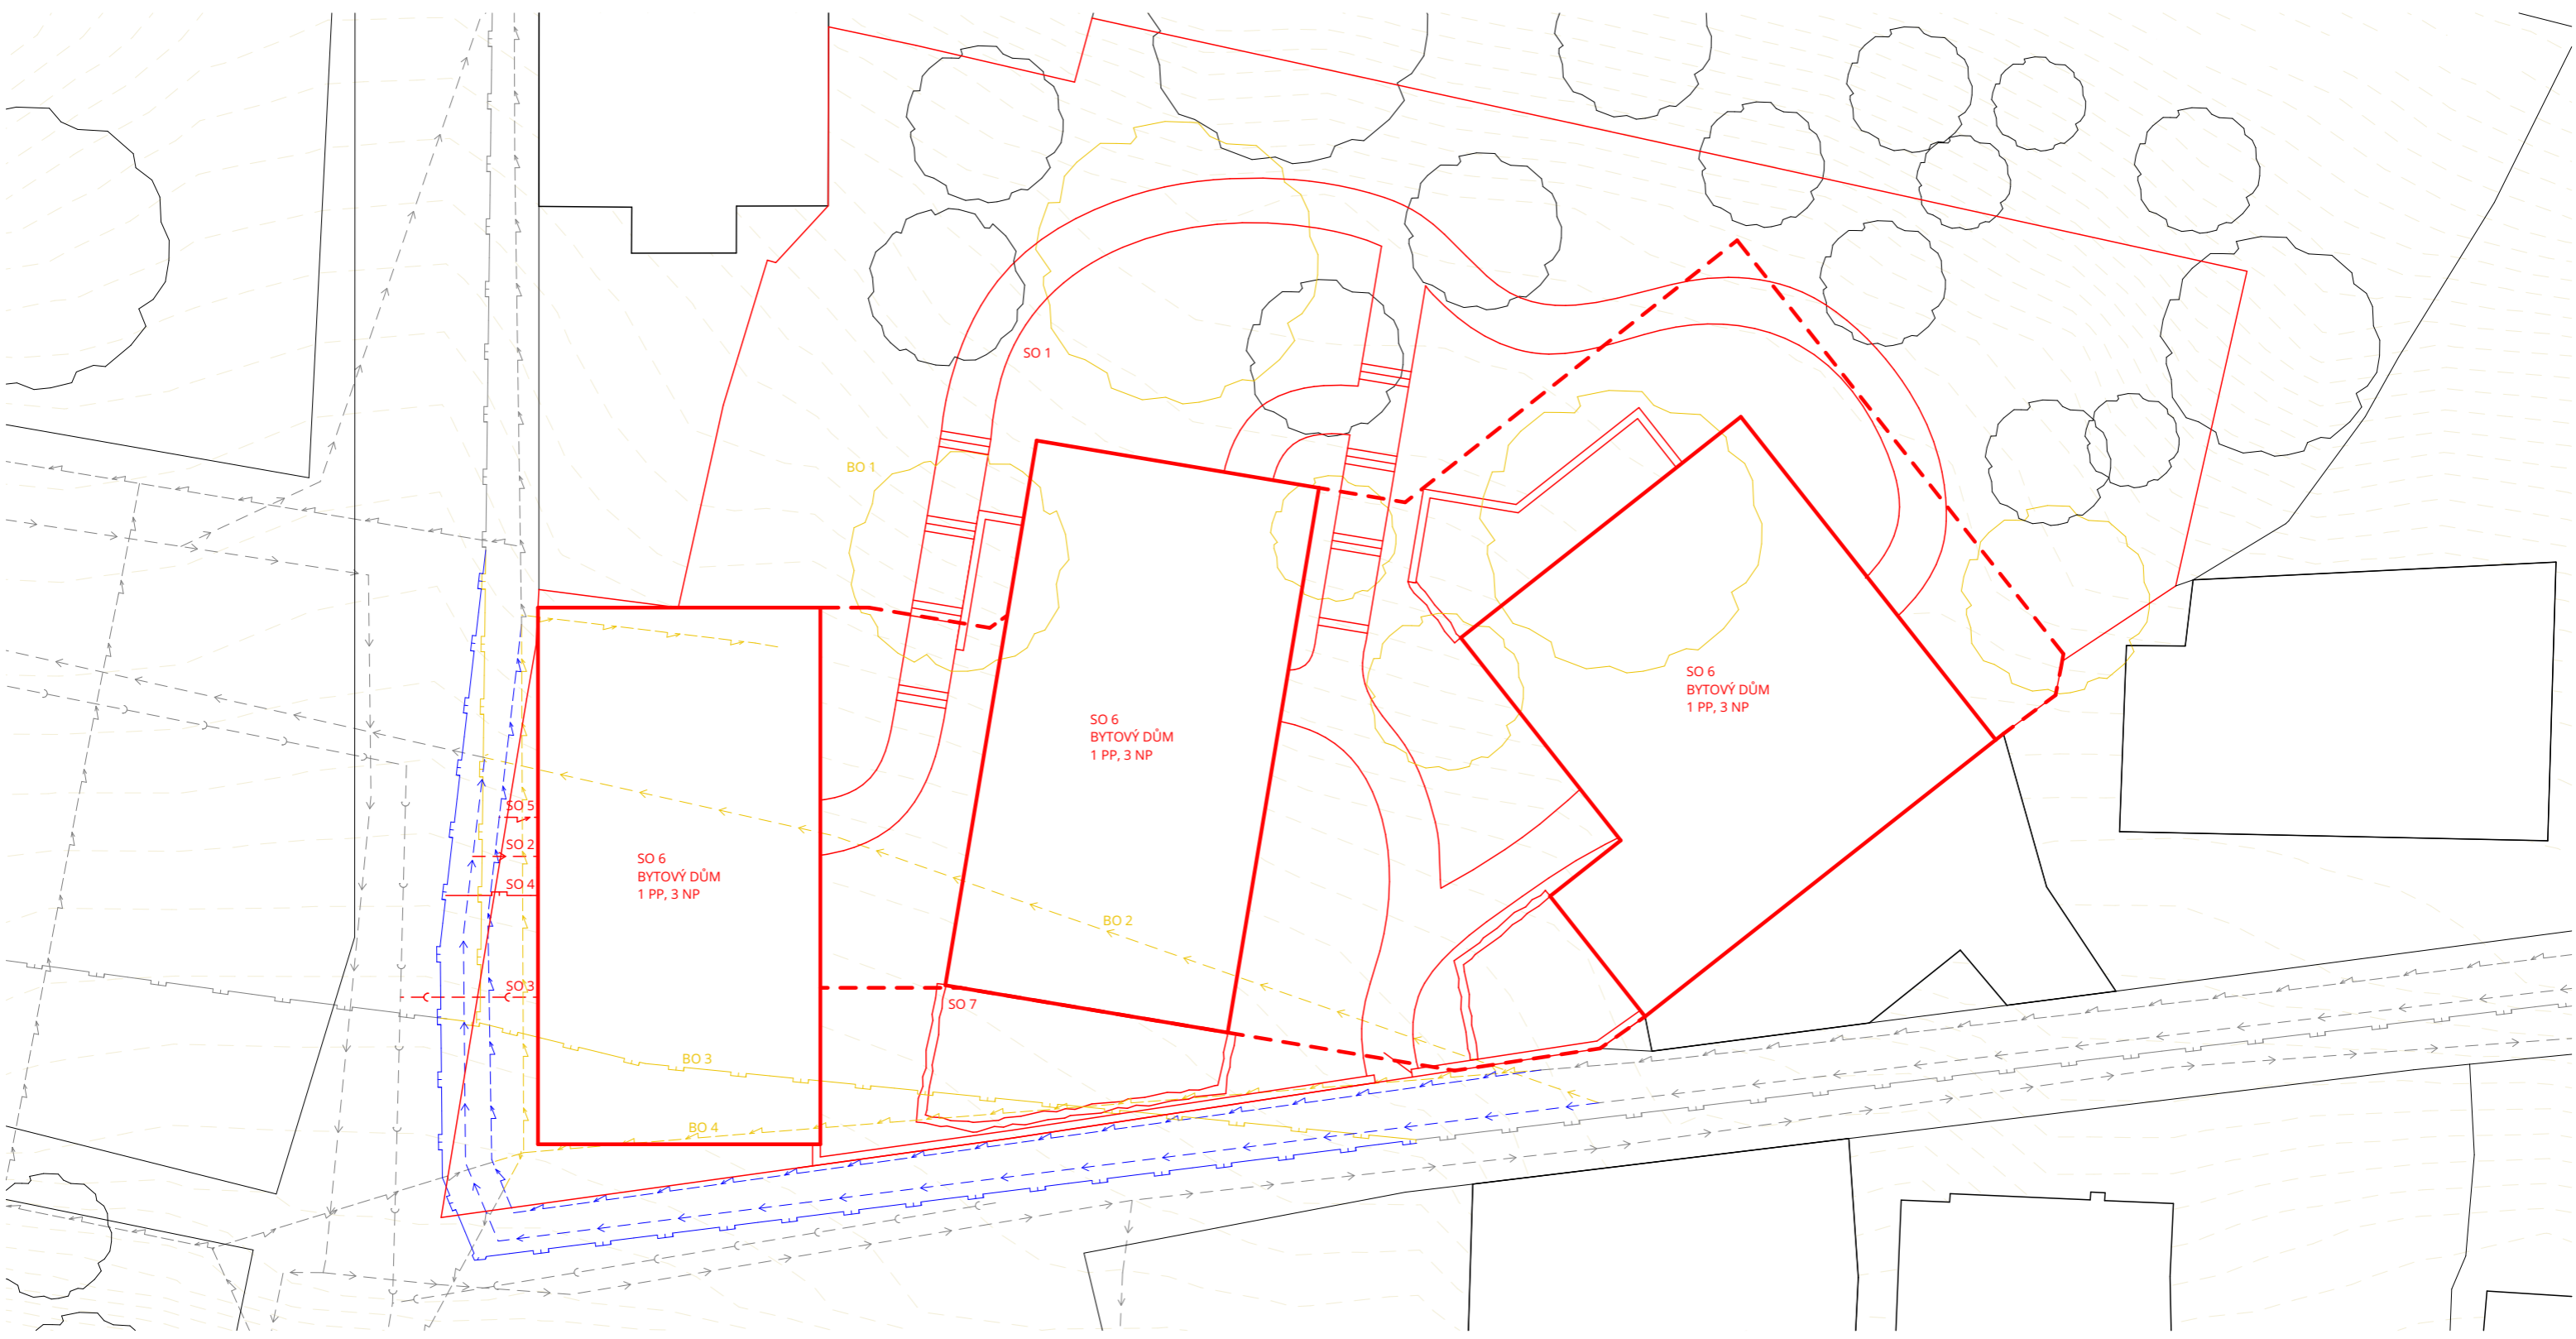 SO 1
BO 1
SO 6
BYTOVÝ DŮM
1 PP, 3 NP
SO 6
BYTOVÝ DŮM
1 PP, 3 NP
SO 5
SO 2
SO 4
SO 6
BYTOVÝ DŮM
1 PP, 3 NP
BO 2
SO 3
SO 7
BO 3
BO 4